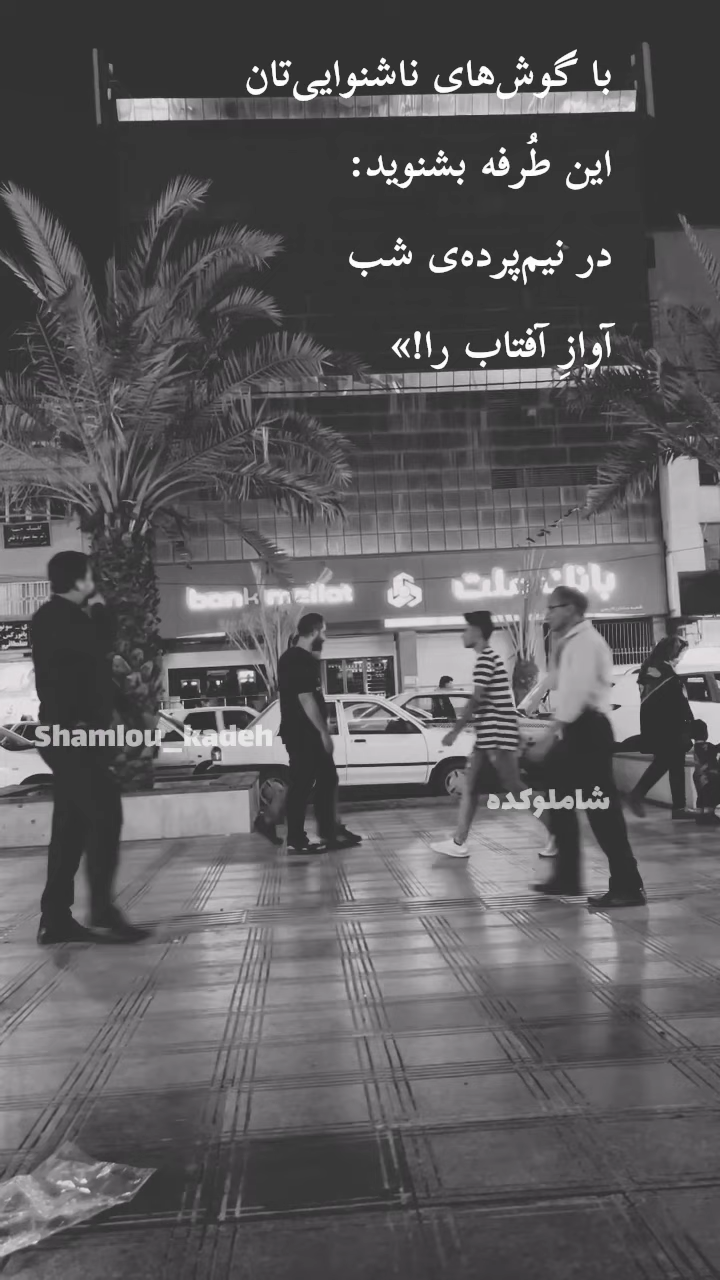 با گوش‌های ناشنوایی‌تان
این طُرفه بشنوید:
در نیم‌پرده‌ی شب
آوازِ آفتاب را!»
bank mellat
بانک ملت
Shamlou_kadeh
شاملوکده